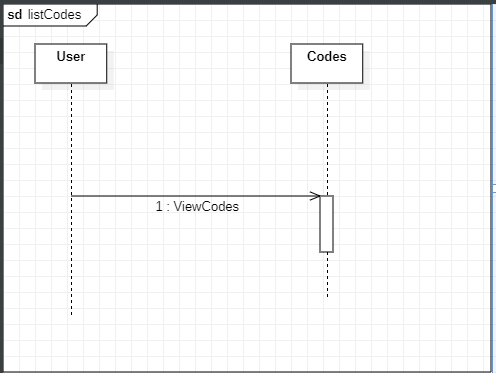 sd listCodes
User
Codes
1 : ViewCodes